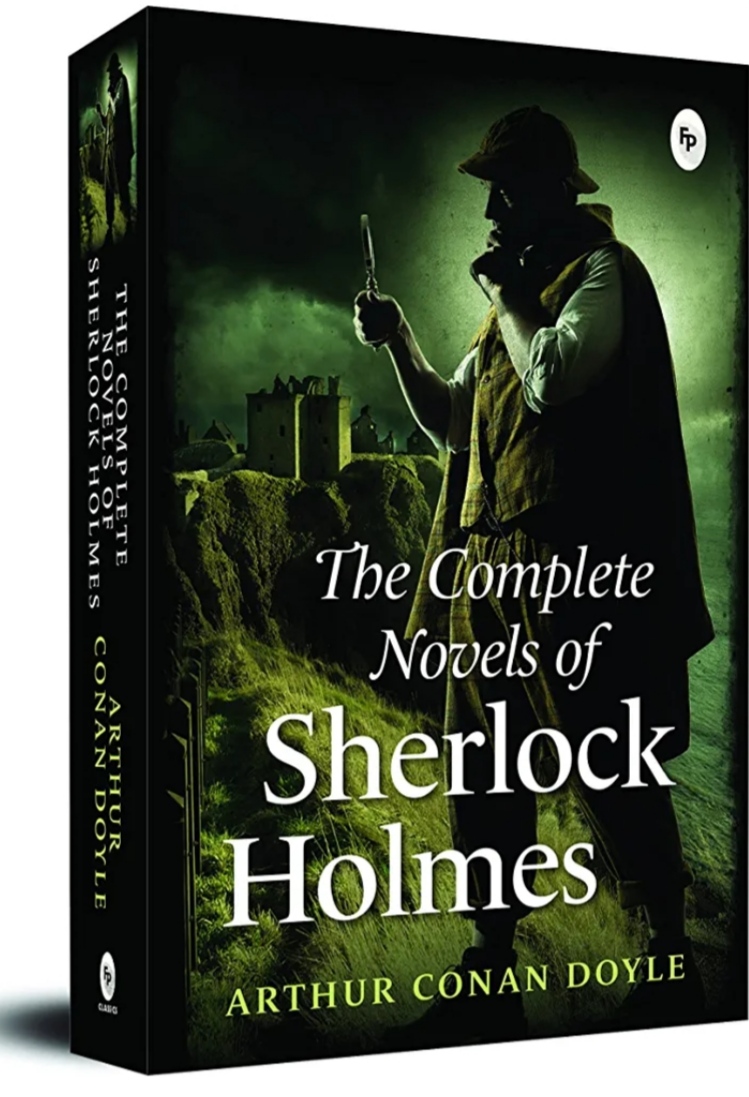 THE COMPLETE
NOVELS OF
SHERLOCK HOLMES
ARTHUR
CONAN DOYLE
FP
CLASSICS
FP
The Complete
Novels of
Sherlock
Holmes
ARTHUR CONAN DOYLE